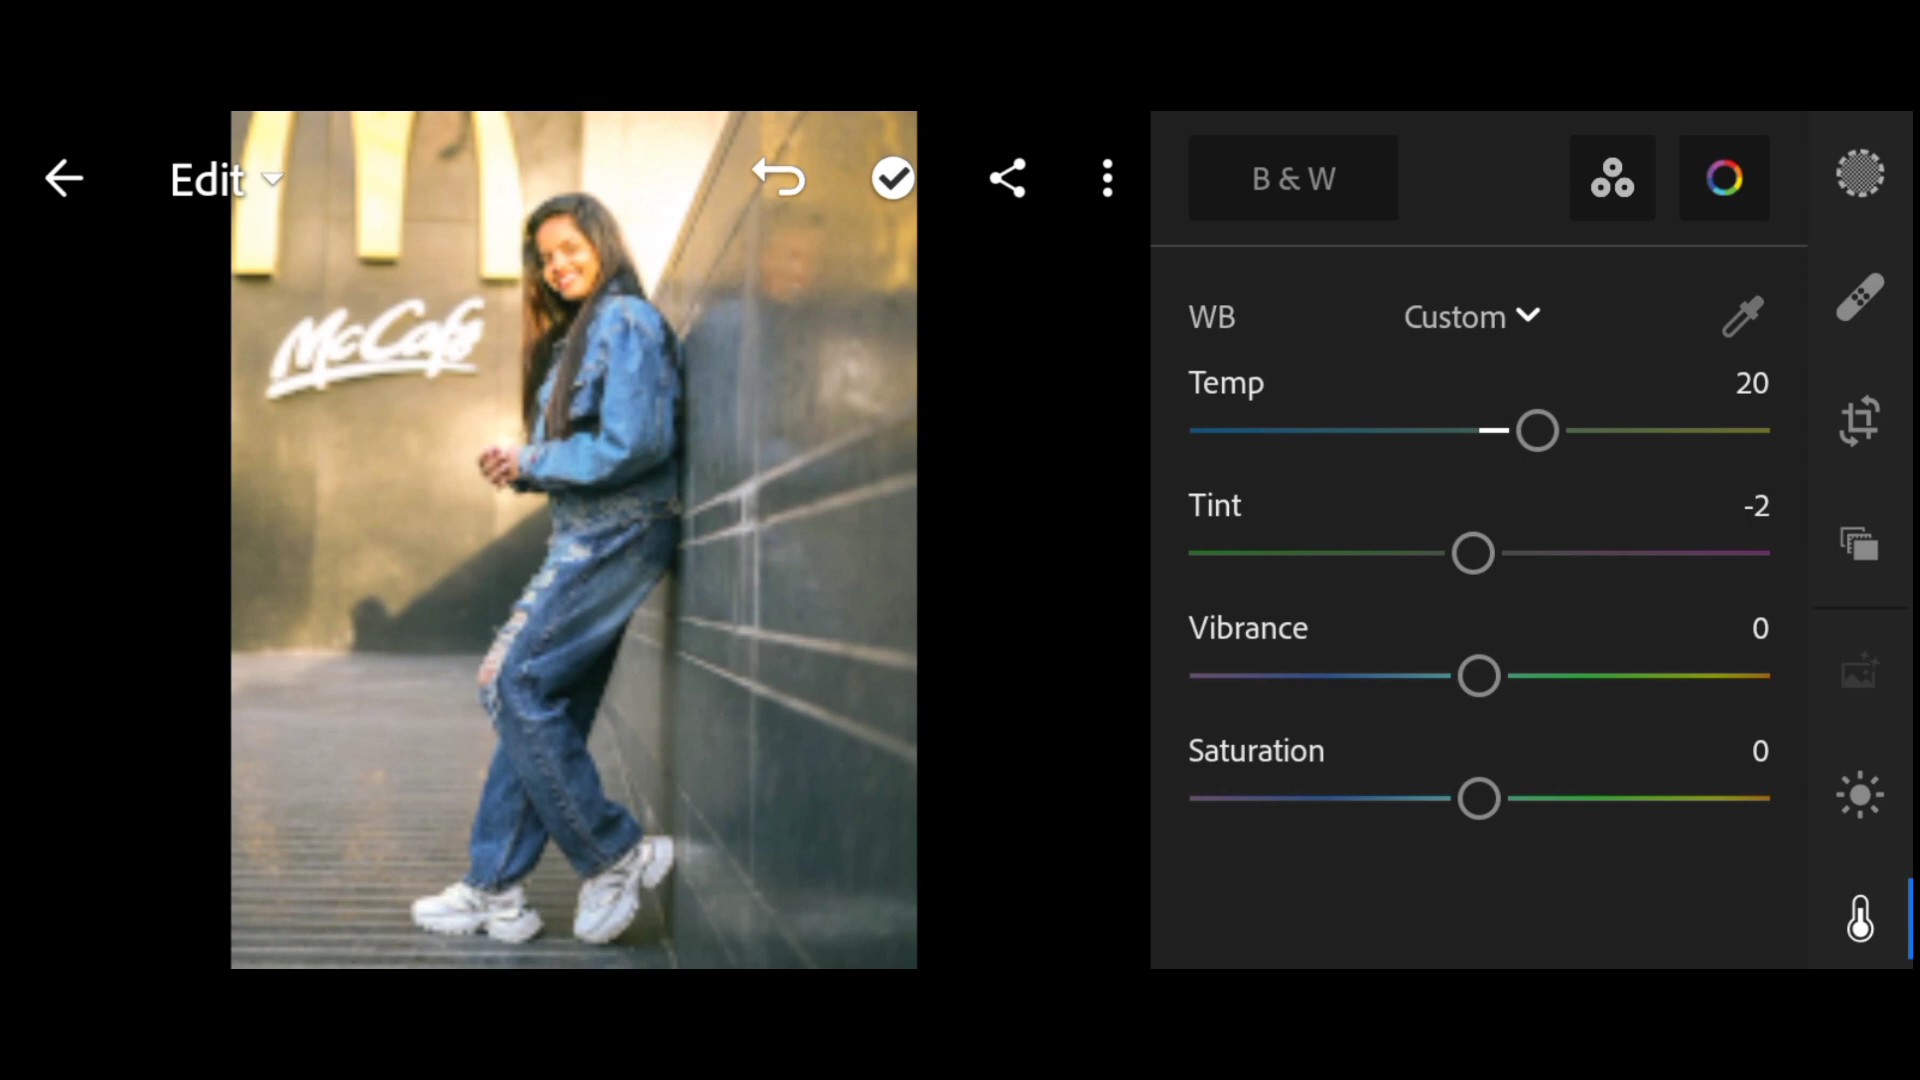 Edit
B & W
McCafé
WB Custom
Temp 20
Tint -2
Vibrance 0
Saturation 0